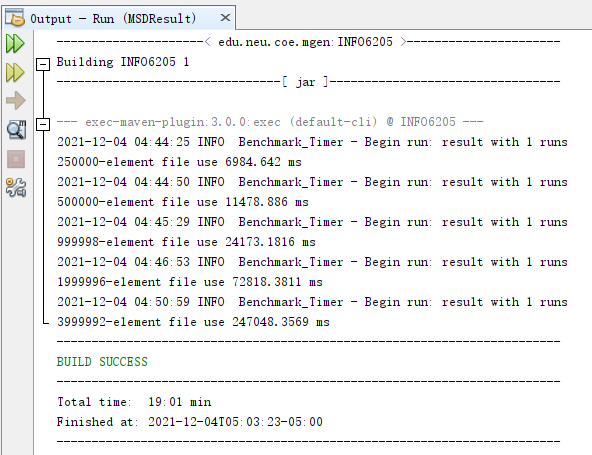 Output - Run (MSDResult)
-----------------------< edu.neu.coe.mgen:INFO6205 >-----------------------
Building INFO6205 1
--------------------------------[ jar ]---------------------------------
--- exec-maven-plugin:3.0.0:exec (default-cli) @ INFO6205 ---
2021-12-04 04:44:25 INFO  Benchmark_Timer - Begin run: result with 1 runs
250000-element file use 6984.642 ms
2021-12-04 04:44:50 INFO  Benchmark_Timer - Begin run: result with 1 runs
500000-element file use 11478.886 ms
2021-12-04 04:45:29 INFO  Benchmark_Timer - Begin run: result with 1 runs
999998-element file use 24173.1816 ms
2021-12-04 04:46:53 INFO  Benchmark_Timer - Begin run: result with 1 runs
1999996-element file use 72818.3811 ms
2021-12-04 04:50:59 INFO  Benchmark_Timer - Begin run: result with 1 runs
3999992-element file use 247048.3569 ms
------------------------------------------------------------------------
BUILD SUCCESS
------------------------------------------------------------------------
Total time:  19:01 min
Finished at: 2021-12-04T05:03:23-05:00
------------------------------------------------------------------------